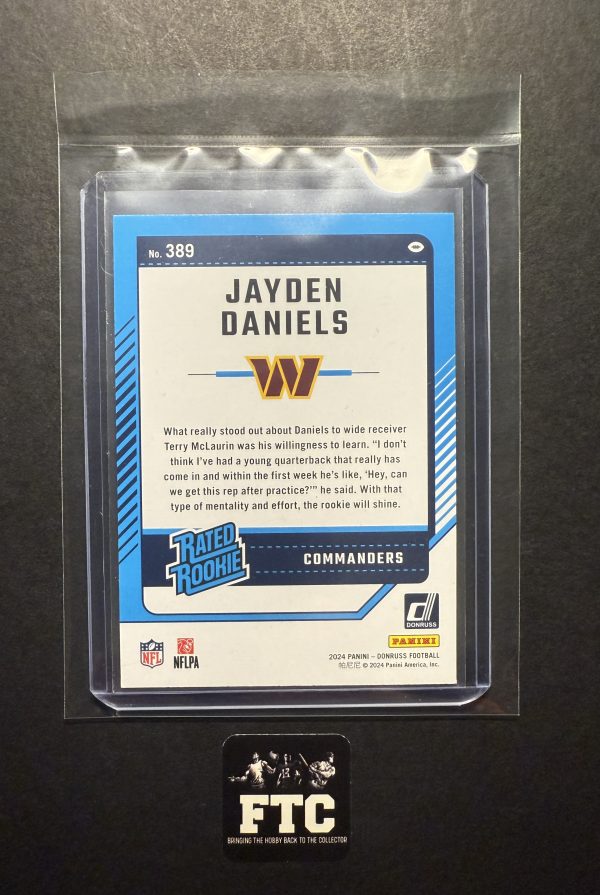 No. 389
JAYDEN
DANIELS
W
What really stood out about Daniels to wide receiver
Terry McLaurin was his willingness to learn. “I don’t
think I’ve had a young quarterback that really has
come in and within the first week he’s like, ‘Hey, can
we get this rep after practice?’” he said. With that
type of mentality and effort, the rookie will shine.
RATED
ROOKIE
COMMANDERS
DONRUSS
PANINI
NFL
NFLPA
2024 PANINI – DONRUSS FOOTBALL
帕尼尼 © 2024 Panini America, Inc.
FTC
BRINGING THE HOBBY BACK TO THE COLLECTOR